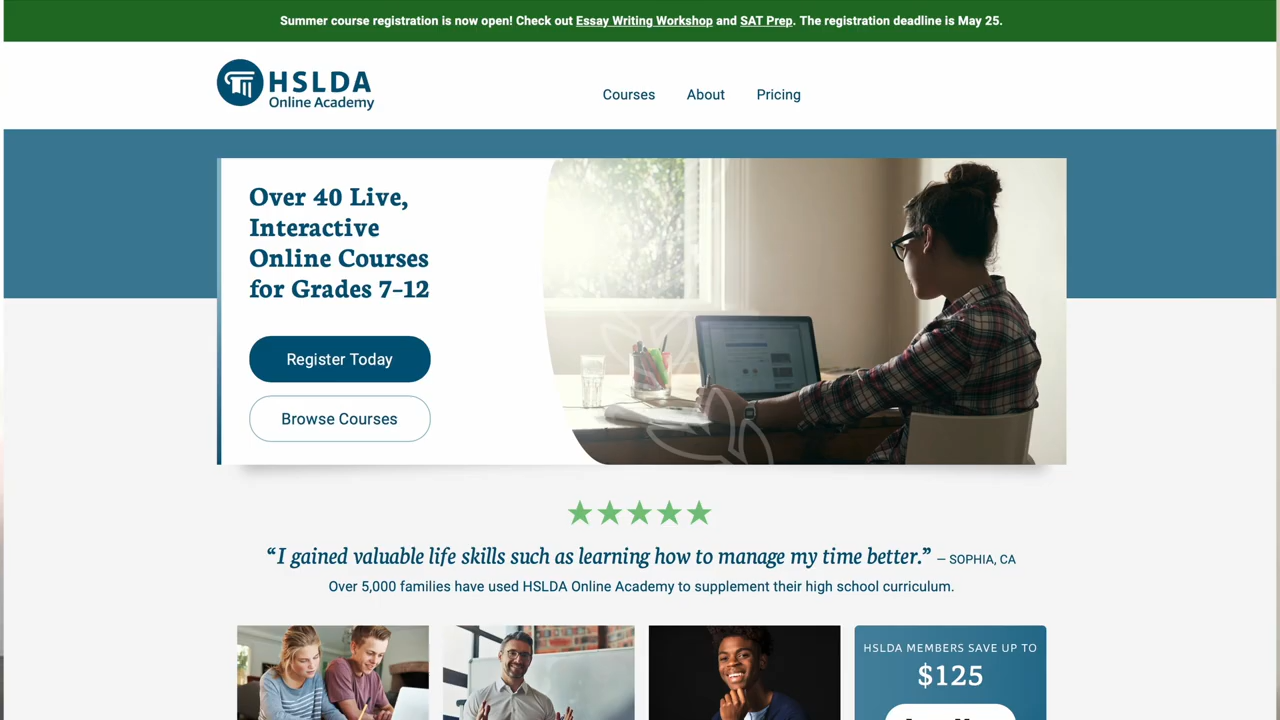 Summer course registration is now open! Check out Essay Writing Workshop and SAT Prep. The registration deadline is May 25.
HSLDA
Online Academy
Courses
About
Pricing
Over 40 Live,
Interactive
Online Courses
for Grades 7–12
Register Today
Browse Courses
“I gained valuable life skills such as learning how to manage my time better.” — SOPHIA, CA
Over 5,000 families have used HSLDA Online Academy to supplement their high school curriculum.
HSLDA MEMBERS SAVE UP TO
$125